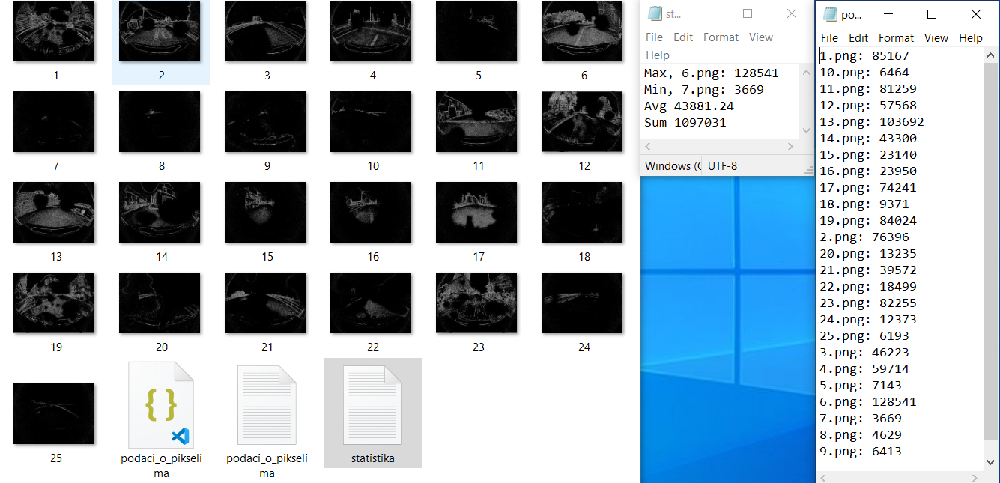 1
2
3
4
5
6
7
8
9
10
11
12
13
14
15
16
17
18
19
20
21
22
23
24
25
podaci_o_pikseli
ma
podaci_o_pikseli
ma
statistika
st...
File Edit Format View
Help
Max, 6.png: 128541
Min, 7.png: 3669
Avg 43881.24
Sum 1097031
Windows (C UTF-8
po...
File Edit Format View Help
1.png: 85167
10.png: 6464
11.png: 81259
12.png: 57568
13.png: 103692
14.png: 43300
15.png: 23140
16.png: 23950
17.png: 74241
18.png: 9371
19.png: 84024
2.png: 76396
20.png: 13235
21.png: 39572
22.png: 18499
23.png: 82255
24.png: 12373
25.png: 6193
3.png: 46223
4.png: 59714
5.png: 7143
6.png: 128541
7.png: 3669
8.png: 4629
9.png: 6413